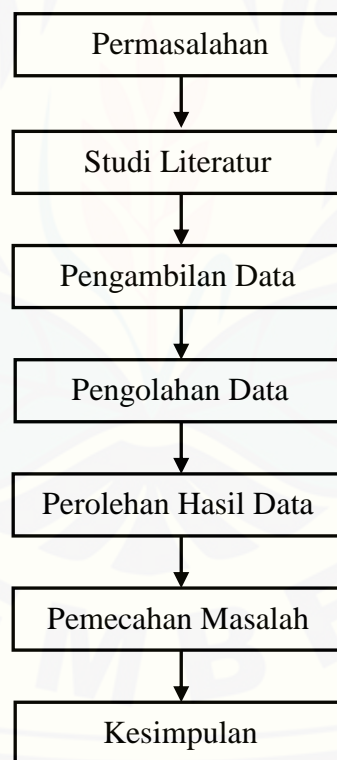 Permasalahan
Studi Literatur
Pengambilan Data
Pengolahan Data
Perolehan Hasil Data
Pemecahan Masalah
Kesimpulan